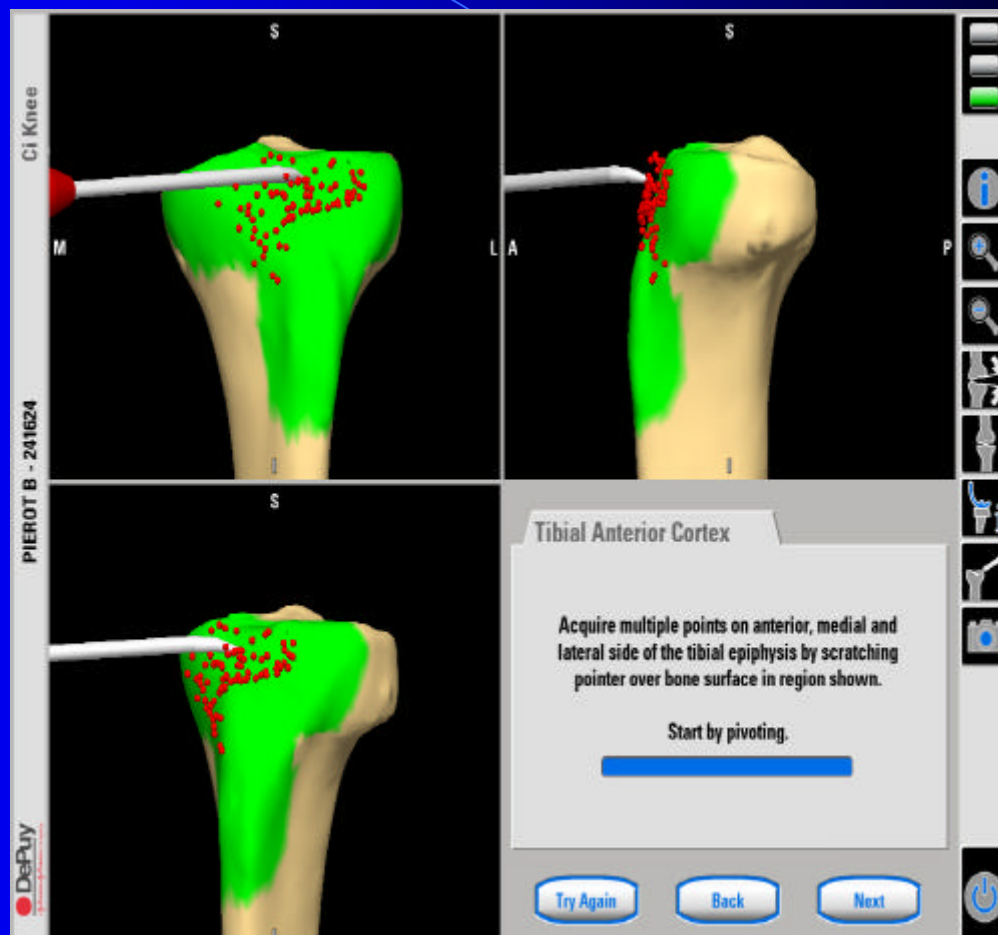 Ci Knee
PIEROT B - 241624
DePuy
S
M
L
I
S
A
P
I
S
I
Tibial Anterior Cortex
Acquire multiple points on anterior, medial and
lateral side of the tibial epiphysis by scratching
pointer over bone surface in region shown.
Start by pivoting.
Try Again
Back
Next